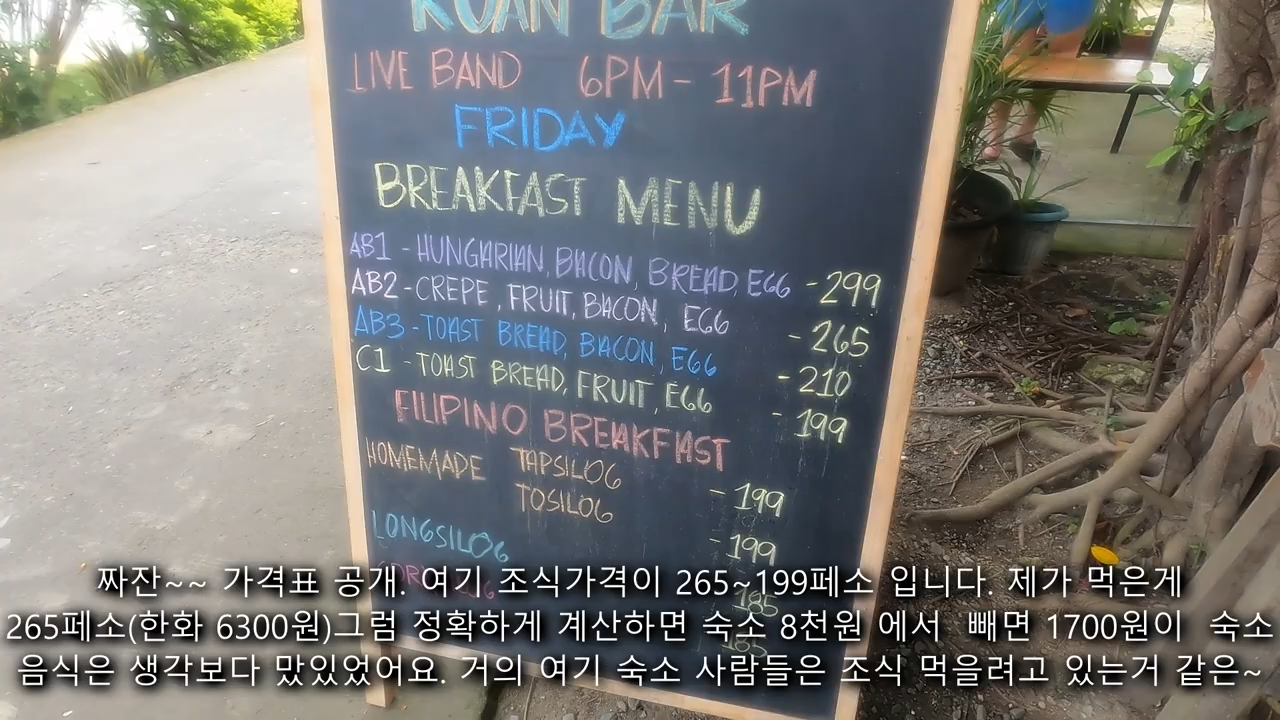 KUAN BAR
LIVE BAND 6PM - 11PM
FRIDAY
BREAKFAST MENU
AB1 - HUNGARIAN, BACON, BREAD, EGG - 299
AB2 - CREPE, FRUIT, BACON, EGG - 265
AB3 - TOAST BREAD, BACON, EGG - 210
C1 - TOAST BREAD, FRUIT, EGG - 199
FILIPINO BREAKFAST
HOMEMADE TAPSILOG - 199
TOSILOG - 199
LONGSILOG - 185
185
짜잔~~ 가격표 공개. 여기 조식가격이 265~199페소 입니다. 제가 먹은게
265페소(한화 6300원)그럼 정확하게 계산하면 숙소 8천원 에서 빼면 1700원이 숙소
음식은 생각보다 맜있었어요. 거의 여기 숙소 사람들은 조식 먹을려고 있는거 같은~